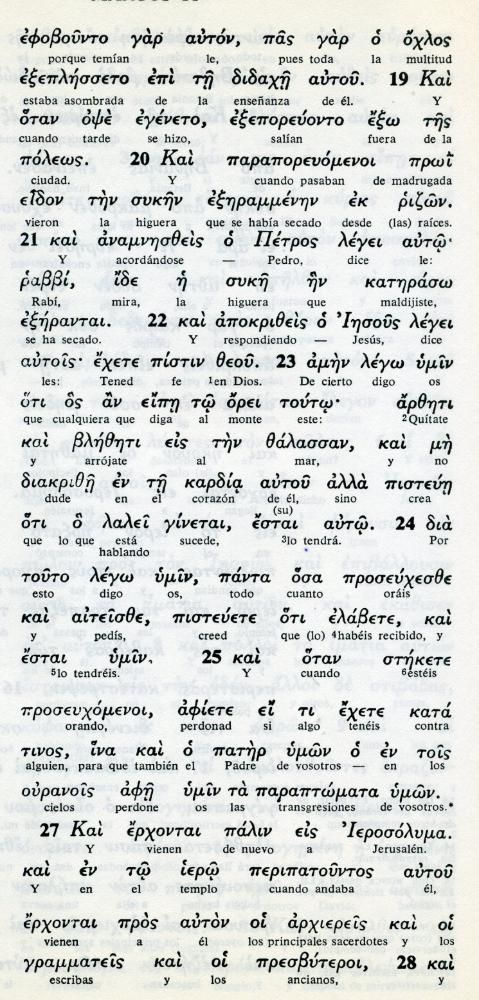 ἐφοβοῦντο γὰρ αὐτόν, πᾶς γὰρ ὁ ὄχλος
porque temían le, pues toda la multitud
ἐξεπλήσσετο ἐπὶ τῇ διδαχῇ αὐτοῦ. 19 Καὶ
estaba asombrada de la enseñanza de él. Y
ὅταν ὀψὲ ἐγένετο, ἐξεπορεύοντο ἔξω τῆς
cuando tarde se hizo, salían fuera de la
πόλεως. 20 Καὶ παραπορευόμενοι πρωῒ
ciudad. Y cuando pasaban de madrugada
εἶδον τὴν συκῆν ἐξηραμμένην ἐκ ῥιζῶν.
vieron la higuera que se había secado desde (las) raíces.
21 καὶ ἀναμνησθεὶς ὁ Πέτρος λέγει αὐτῷ·
Y acordándose — Pedro, dice le:
ῥαββί, ἴδε ἡ συκῆ ἣν κατηράσω
Rabí, mira, la higuera que maldijiste,
ἐξήρανται. 22 καὶ ἀποκριθεὶς ὁ Ἰησοῦς λέγει
se ha secado. Y respondiendo — Jesús, dice
αὐτοῖς· ἔχετε πίστιν θεοῦ. 23 ἀμὴν λέγω ὑμῖν
les: Tened fe ¹en Dios. De cierto digo os
ὅτι ὃς ἂν εἴπῃ τῷ ὄρει τούτῳ· ἄρθητι
que cualquiera que diga al monte este: ²Quítate
καὶ βλήθητι εἰς τὴν θάλασσαν, καὶ μὴ
y arrójate al mar, y no
διακριθῇ ἐν τῇ καρδίᾳ αὐτοῦ ἀλλὰ πιστεύῃ
dude en el corazón de él, sino crea
(su)
ὅτι ὃ λαλεῖ γίνεται, ἔσται αὐτῷ. 24 διὰ
que lo que está sucede, ³lo tendrá. Por
hablando
τοῦτο λέγω ὑμῖν, πάντα ὅσα προσεύχεσθε
esto digo os, todo cuanto oráis
καὶ αἰτεῖσθε, πιστεύετε ὅτι ἐλάβετε, καὶ
y pedís, creed que (lo) ⁴habéis recibido, y
ἔσται ὑμῖν. 25 καὶ ὅταν στήκετε
⁵lo tendréis. Y cuando ⁶estéis
προσευχόμενοι, ἀφίετε εἴ τι ἔχετε κατά
orando, perdonad si algo tenéis contra
τινος, ἵνα καὶ ὁ πατὴρ ὑμῶν ὁ ἐν τοῖς
alguien, para que también el Padre de vosotros — en los
οὐρανοῖς ἀφῇ ὑμῖν τὰ παραπτώματα ὑμῶν.
cielos perdone os las transgresiones de vosotros.*
27 Καὶ ἔρχονται πάλιν εἰς Ἱεροσόλυμα.
Y vienen de nuevo a Jerusalén.
καὶ ἐν τῷ ἱερῷ περιπατοῦντος αὐτοῦ
Y en el templo cuando andaba él,
ἔρχονται πρὸς αὐτὸν οἱ ἀρχιερεῖς καὶ οἱ
vienen a él los principales sacerdotes y los
γραμματεῖς καὶ οἱ πρεσβύτεροι, 28 καὶ
escribas y los ancianos, y